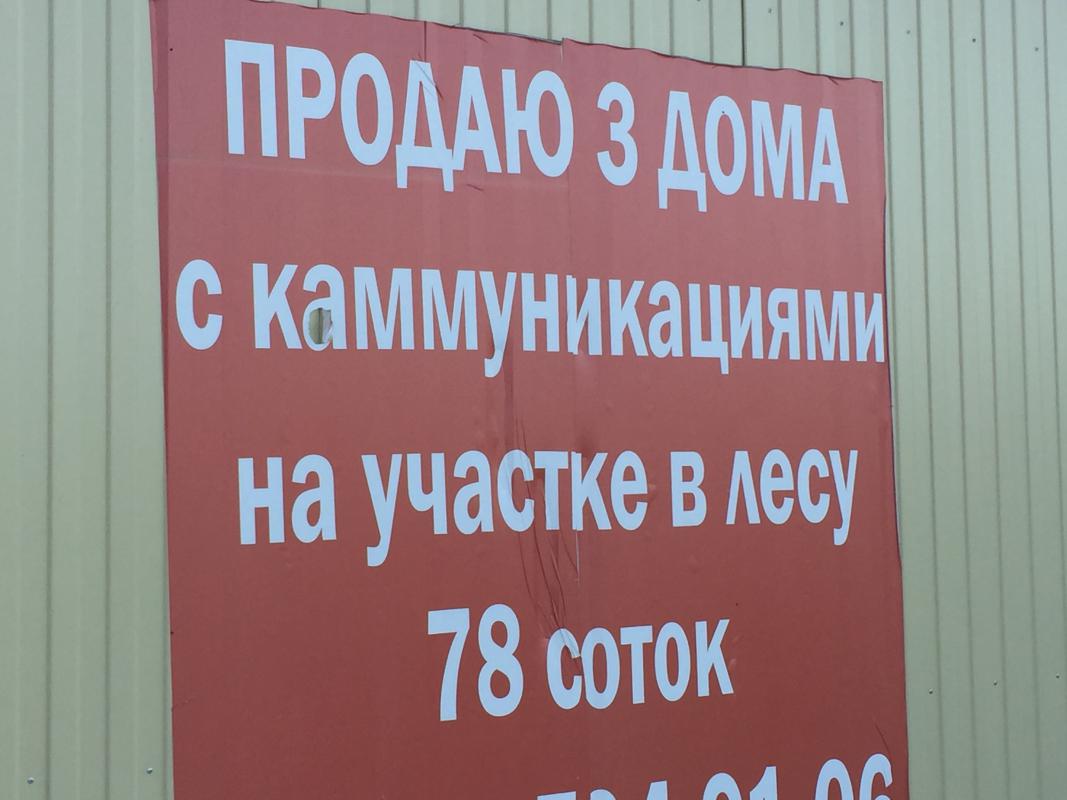 ПРОДАЮ 3 ДОМА
с каммуникациями
на участке в лесу
78 соток